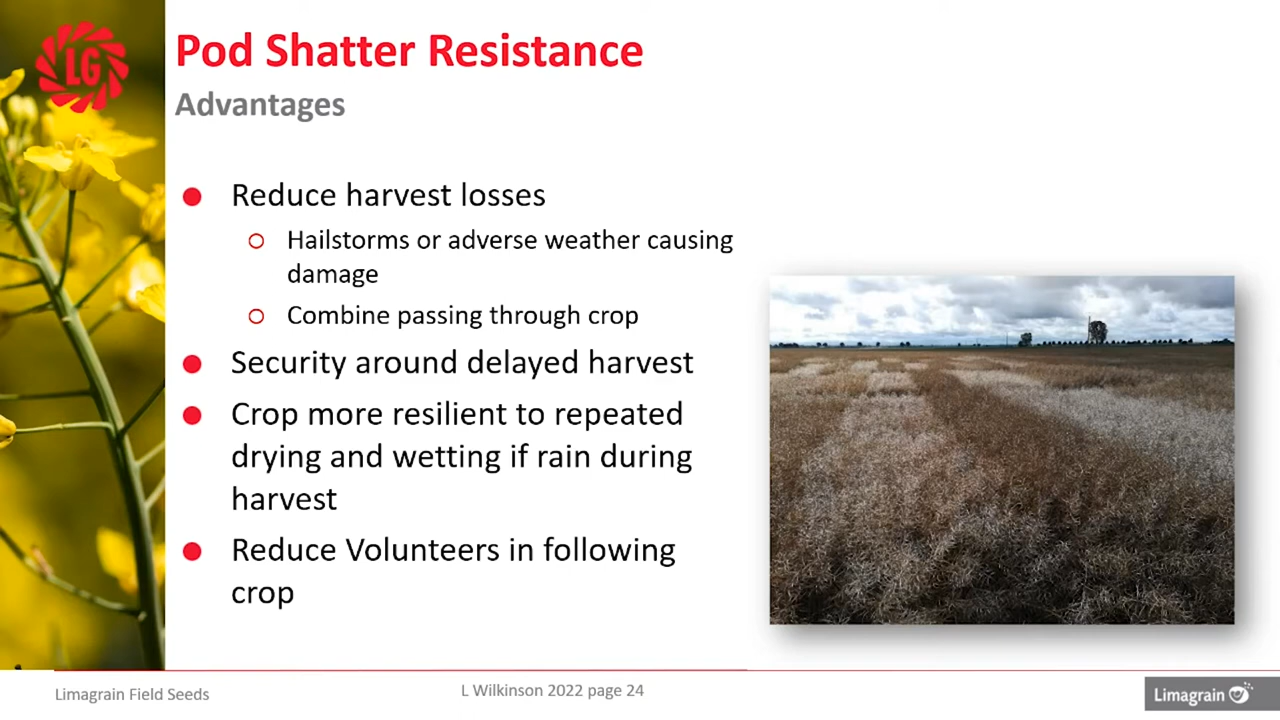 LG
Pod Shatter Resistance
Advantages
Reduce harvest losses
Hailstorms or adverse weather causing
damage
Combine passing through crop
Security around delayed harvest
Crop more resilient to repeated
drying and wetting if rain during
harvest
Reduce Volunteers in following
crop
Limagrain Field Seeds
L Wilkinson 2022 page 24
Limagrain